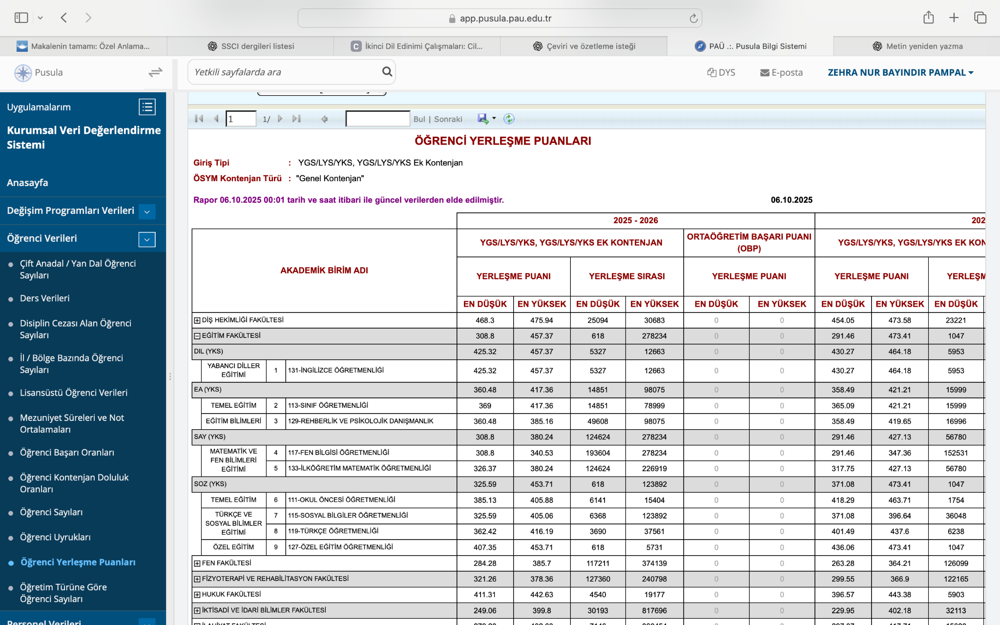 app.pusula.pau.edu.tr
Makalenin tamamı: Özel Anlama...
SSCI dergileri listesi
C İkinci Dil Edinimi Çalışmaları: Cil...
Çeviri ve özetleme isteği
PAÜ .:. Pusula Bilgi Sistemi
Metin yeniden yazma
Pusula
Yetkili sayfalarda ara
DYS
E-posta
ZEHRA NUR BAYINDIR PAMPAL
Uygulamalarım
Kurumsal Veri Değerlendirme
Sistemi
Anasayfa
Değişim Programları Verileri
Öğrenci Verileri
Çift Anadal / Yan Dal Öğrenci
Sayıları
Ders Verileri
Disiplin Cezası Alan Öğrenci
Sayıları
İl / Bölge Bazında Öğrenci
Sayıları
Lisansüstü Öğrenci Verileri
Mezuniyet Süreleri ve Not
Ortalamaları
Öğrenci Başarı Oranları
Öğrenci Kontenjan Doluluk
Oranları
Öğrenci Sayıları
Öğrenci Uyrukları
Öğrenci Yerleşme Puanları
Öğretim Türüne Göre
Öğrenci Sayıları
Personel Verileri
1 1/ Bul | Sonraki
ÖĞRENCİ YERLEŞME PUANLARI
Giriş Tipi : YGS/LYS/YKS, YGS/LYS/YKS Ek Kontenjan
ÖSYM Kontenjan Türü : "Genel Kontenjan"
Rapor 06.10.2025 00:01 tarih ve saat itibari ile güncel verilerden elde edilmiştir. 06.10.2025
2025 - 2026 202
AKADEMİK BİRİM ADI
YGS/LYS/YKS, YGS/LYS/YKS EK KONTENJAN
ORTAÖĞRETİM BAŞARI PUANI
(OBP)
YGS/LYS/YKS, YGS/LYS/YKS EK KON
YERLEŞME PUANI YERLEŞME SIRASI YERLEŞME PUANI YERLEŞME PUANI YERLEŞM
EN DÜŞÜK EN YÜKSEK EN DÜŞÜK EN YÜKSEK EN DÜŞÜK EN YÜKSEK EN DÜŞÜK EN YÜKSEK EN DÜŞÜK
DİŞ HEKİMLİĞİ FAKÜLTESİ 468.3 475.94 25094 30683 0 0 454.05 473.58 23221
EĞİTİM FAKÜLTESİ 308.8 457.37 618 278234 0 0 291.46 473.41 1047
DIL (YKS) 425.32 457.37 5327 12663 0 0 430.27 464.18 5953
YABANCI DİLLER
EĞİTİMİ
1 131-İNGİLİZCE ÖĞRETMENLİĞİ 425.32 457.37 5327 12663 0 0 430.27 464.18 5953
EA (YKS) 360.48 417.36 14851 98075 0 0 358.49 421.21 15999
TEMEL EĞİTİM 2 113-SINIF ÖĞRETMENLİĞİ 369 417.36 14851 78999 0 0 365.09 421.21 15999
EĞİTİM BİLİMLERİ 3 129-REHBERLİK VE PSİKOLOJİK DANIŞMANLIK 360.48 385.16 49608 98075 0 0 358.49 419.65 16996
SAY (YKS) 308.8 380.24 124624 278234 0 0 291.46 427.13 56780
MATEMATİK VE
FEN BİLİMLERİ
EĞİTİMİ
4 117-FEN BİLGİSİ ÖĞRETMENLİĞİ 308.8 340.53 193604 278234 0 0 291.46 347.36 152531
5 133-İLKÖĞRETİM MATEMATİK ÖĞRETMENLİĞİ 326.37 380.24 124624 226919 0 0 317.75 427.13 56780
SOZ (YKS) 325.59 453.71 618 123892 0 0 371.08 473.41 1047
TEMEL EĞİTİM 6 111-OKUL ÖNCESİ ÖĞRETMENLİĞİ 385.13 405.88 6141 15404 0 0 418.29 463.71 1754
TÜRKÇE VE
SOSYAL BİLİMLER
EĞİTİMİ
7 115-SOSYAL BİLGİLER ÖĞRETMENLİĞİ 325.59 405.06 6368 123892 0 0 371.08 396.64 36048
8 119-TÜRKÇE ÖĞRETMENLİĞİ 362.42 416.19 3690 37561 0 0 401.49 437.6 6238
ÖZEL EĞİTİM 9 127-ÖZEL EĞİTİM ÖĞRETMENLİĞİ 407.35 453.71 618 5731 0 0 436.06 473.41 1047
FEN FAKÜLTESİ 284.28 385.7 117211 374139 0 0 263.28 364.21 126099
FİZYOTERAPİ VE REHABİLİTASYON FAKÜLTESİ 321.26 378.36 127360 240798 0 0 299.55 366.9 122165
HUKUK FAKÜLTESİ 411.31 442.63 4540 19177 0 0 396.57 443.38 5903
İKTİSADİ VE İDARİ BİLİMLER FAKÜLTESİ 249.06 399.8 30193 817696 0 0 229.95 402.18 32113